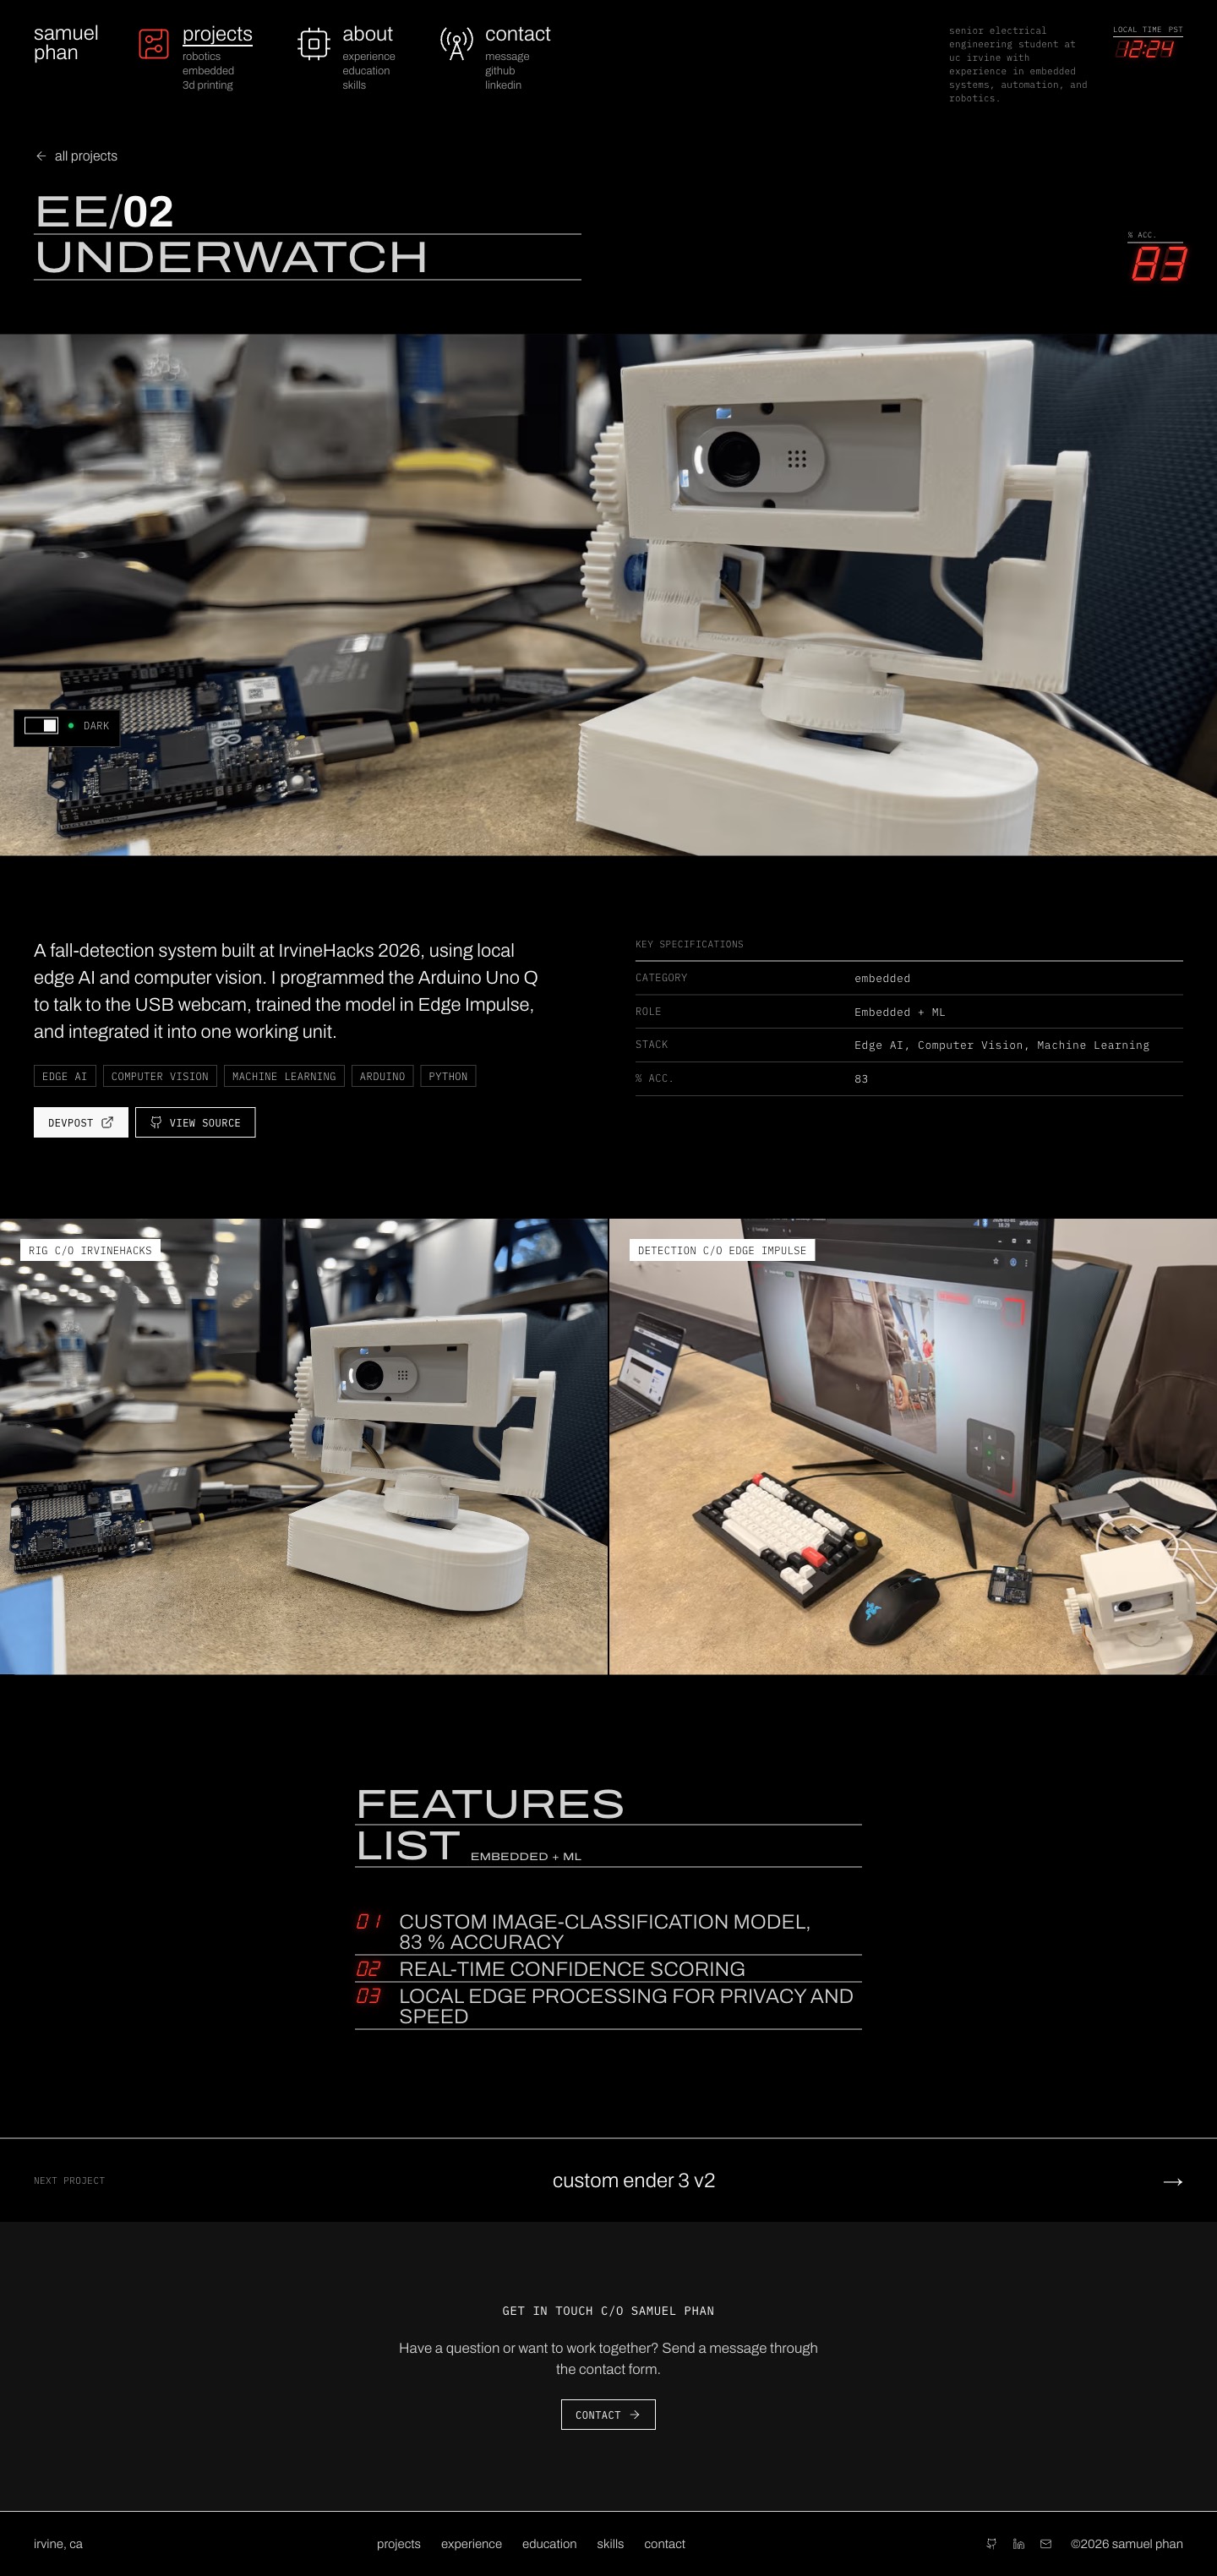 samuel
phan
projects
robotics
embedded
3d printing
about
experience
education
skills
contact
message
github
linkedin
senior electrical
engineering student at
uc irvine with
experience in embedded
systems, automation, and
robotics.
LOCAL TIME PST
12:24
← all projects
EE/02
UNDERWATCH
% ACC.
83
DARK
A fall-detection system built at IrvineHacks 2026, using local
edge AI and computer vision. I programmed the Arduino Uno Q
to talk to the USB webcam, trained the model in Edge Impulse,
and integrated it into one working unit.
EDGE AI
COMPUTER VISION
MACHINE LEARNING
ARDUINO
PYTHON
DEVPOST
VIEW SOURCE
KEY SPECIFICATIONS
CATEGORY embedded
ROLE Embedded + ML
STACK Edge AI, Computer Vision, Machine Learning
% ACC. 83
RIG C/O IRVINEHACKS
DETECTION C/O EDGE IMPULSE
arduino
FEATURES
LIST EMBEDDED + ML
01 CUSTOM IMAGE-CLASSIFICATION MODEL,
83 % ACCURACY
02 REAL-TIME CONFIDENCE SCORING
03 LOCAL EDGE PROCESSING FOR PRIVACY AND
SPEED
NEXT PROJECT
custom ender 3 v2
→
GET IN TOUCH C/O SAMUEL PHAN
Have a question or want to work together? Send a message through
the contact form.
CONTACT →
irvine, ca
projects
experience
education
skills
contact
©2026 samuel phan